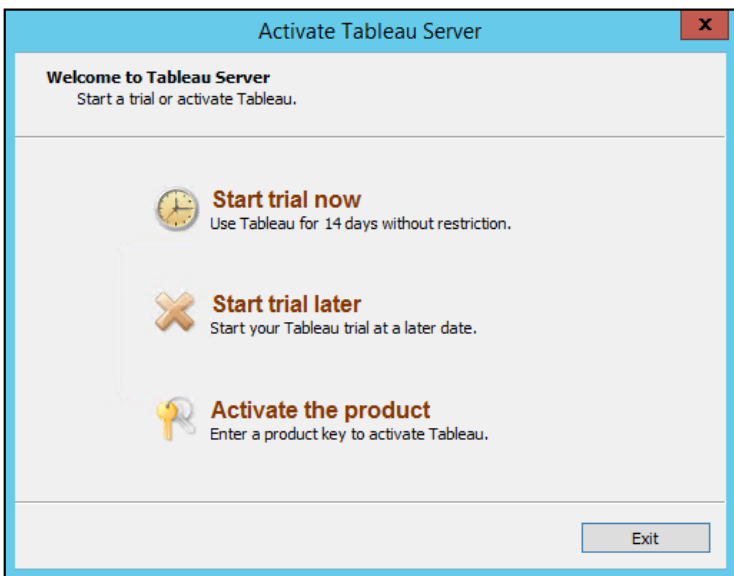 Activate Tableau Server
x
Welcome to Tableau Server
Start a trial or activate Tableau.
Start trial now
Use Tableau for 14 days without restriction.
Start trial later
Start your Tableau trial at a later date.
Activate the product
Enter a product key to activate Tableau.
Exit